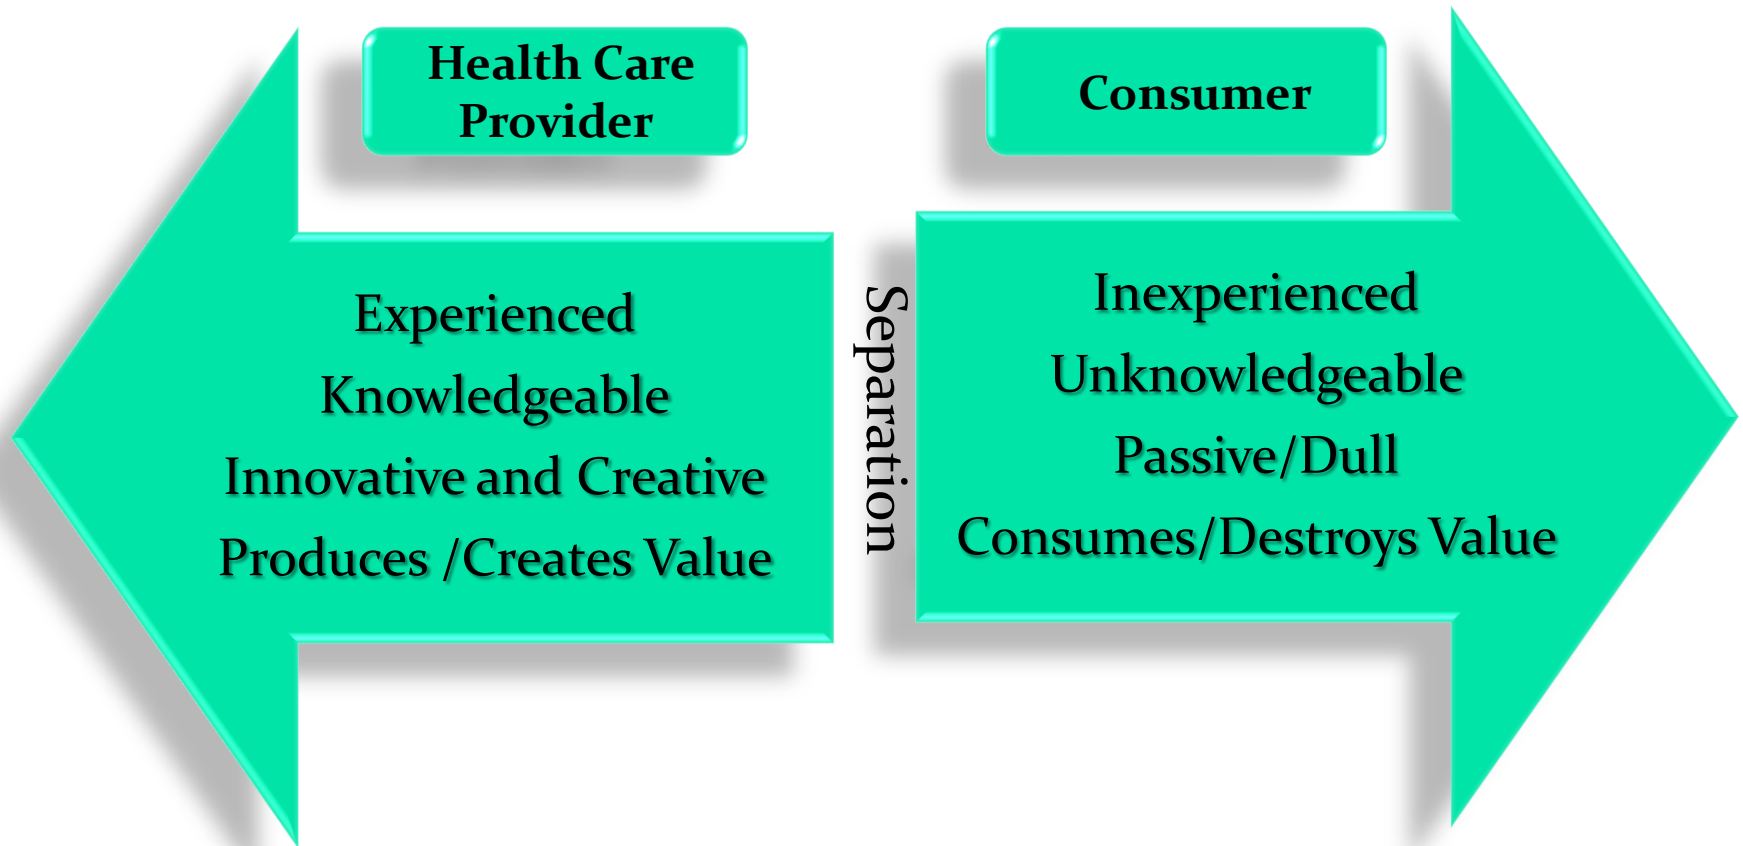 Health Care
Provider
Consumer
Experienced
Knowledgeable
Innovative and Creative
Produces /Creates Value
Separation
Inexperienced
Unknowledgeable
Passive/Dull
Consumes/Destroys Value